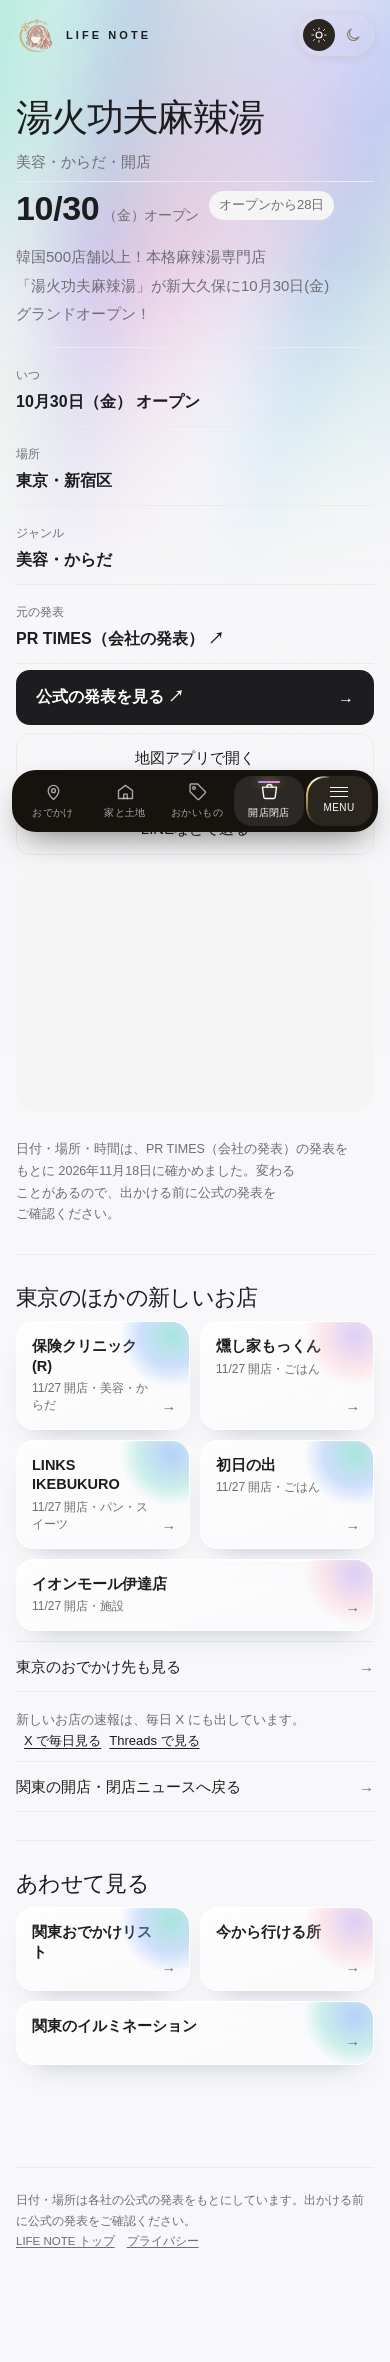 LIFE NOTE
湯火功夫麻辣湯
美容・からだ・開店
10/30 （金）オープン オープンから28日
韓国500店舗以上！本格麻辣湯専門店
「湯火功夫麻辣湯」が新大久保に10月30日(金)
グランドオープン！
いつ
10月30日（金） オープン
場所
東京・新宿区
ジャンル
美容・からだ
元の発表
PR TIMES（会社の発表） ↗
公式の発表を見る ↗ →
地図アプリで開く
おでかけ 家と土地 おかいもの 開店閉店 MENU
日付・場所・時間は、PR TIMES（会社の発表）の発表を
もとに 2026年11月18日に確かめました。変わる
ことがあるので、出かける前に公式の発表を
ご確認ください。
東京のほかの新しいお店
保険クリニック
(R)
11/27 開店・美容・か
らだ →
燻し家もっくん
11/27 開店・ごはん
→
LINKS
IKEBUKURO
11/27 開店・パン・ス
イーツ →
初日の出
11/27 開店・ごはん
→
イオンモール伊達店
11/27 開店・施設 →
東京のおでかけ先も見る →
新しいお店の速報は、毎日 X にも出しています。
X で毎日見る Threads で見る
関東の開店・閉店ニュースへ戻る →
あわせて見る
関東おでかけリス
ト →
今から行ける所
→
関東のイルミネーション
→
日付・場所は各社の公式の発表をもとにしています。出かける前
に公式の発表をご確認ください。
LIFE NOTE トップ プライバシー